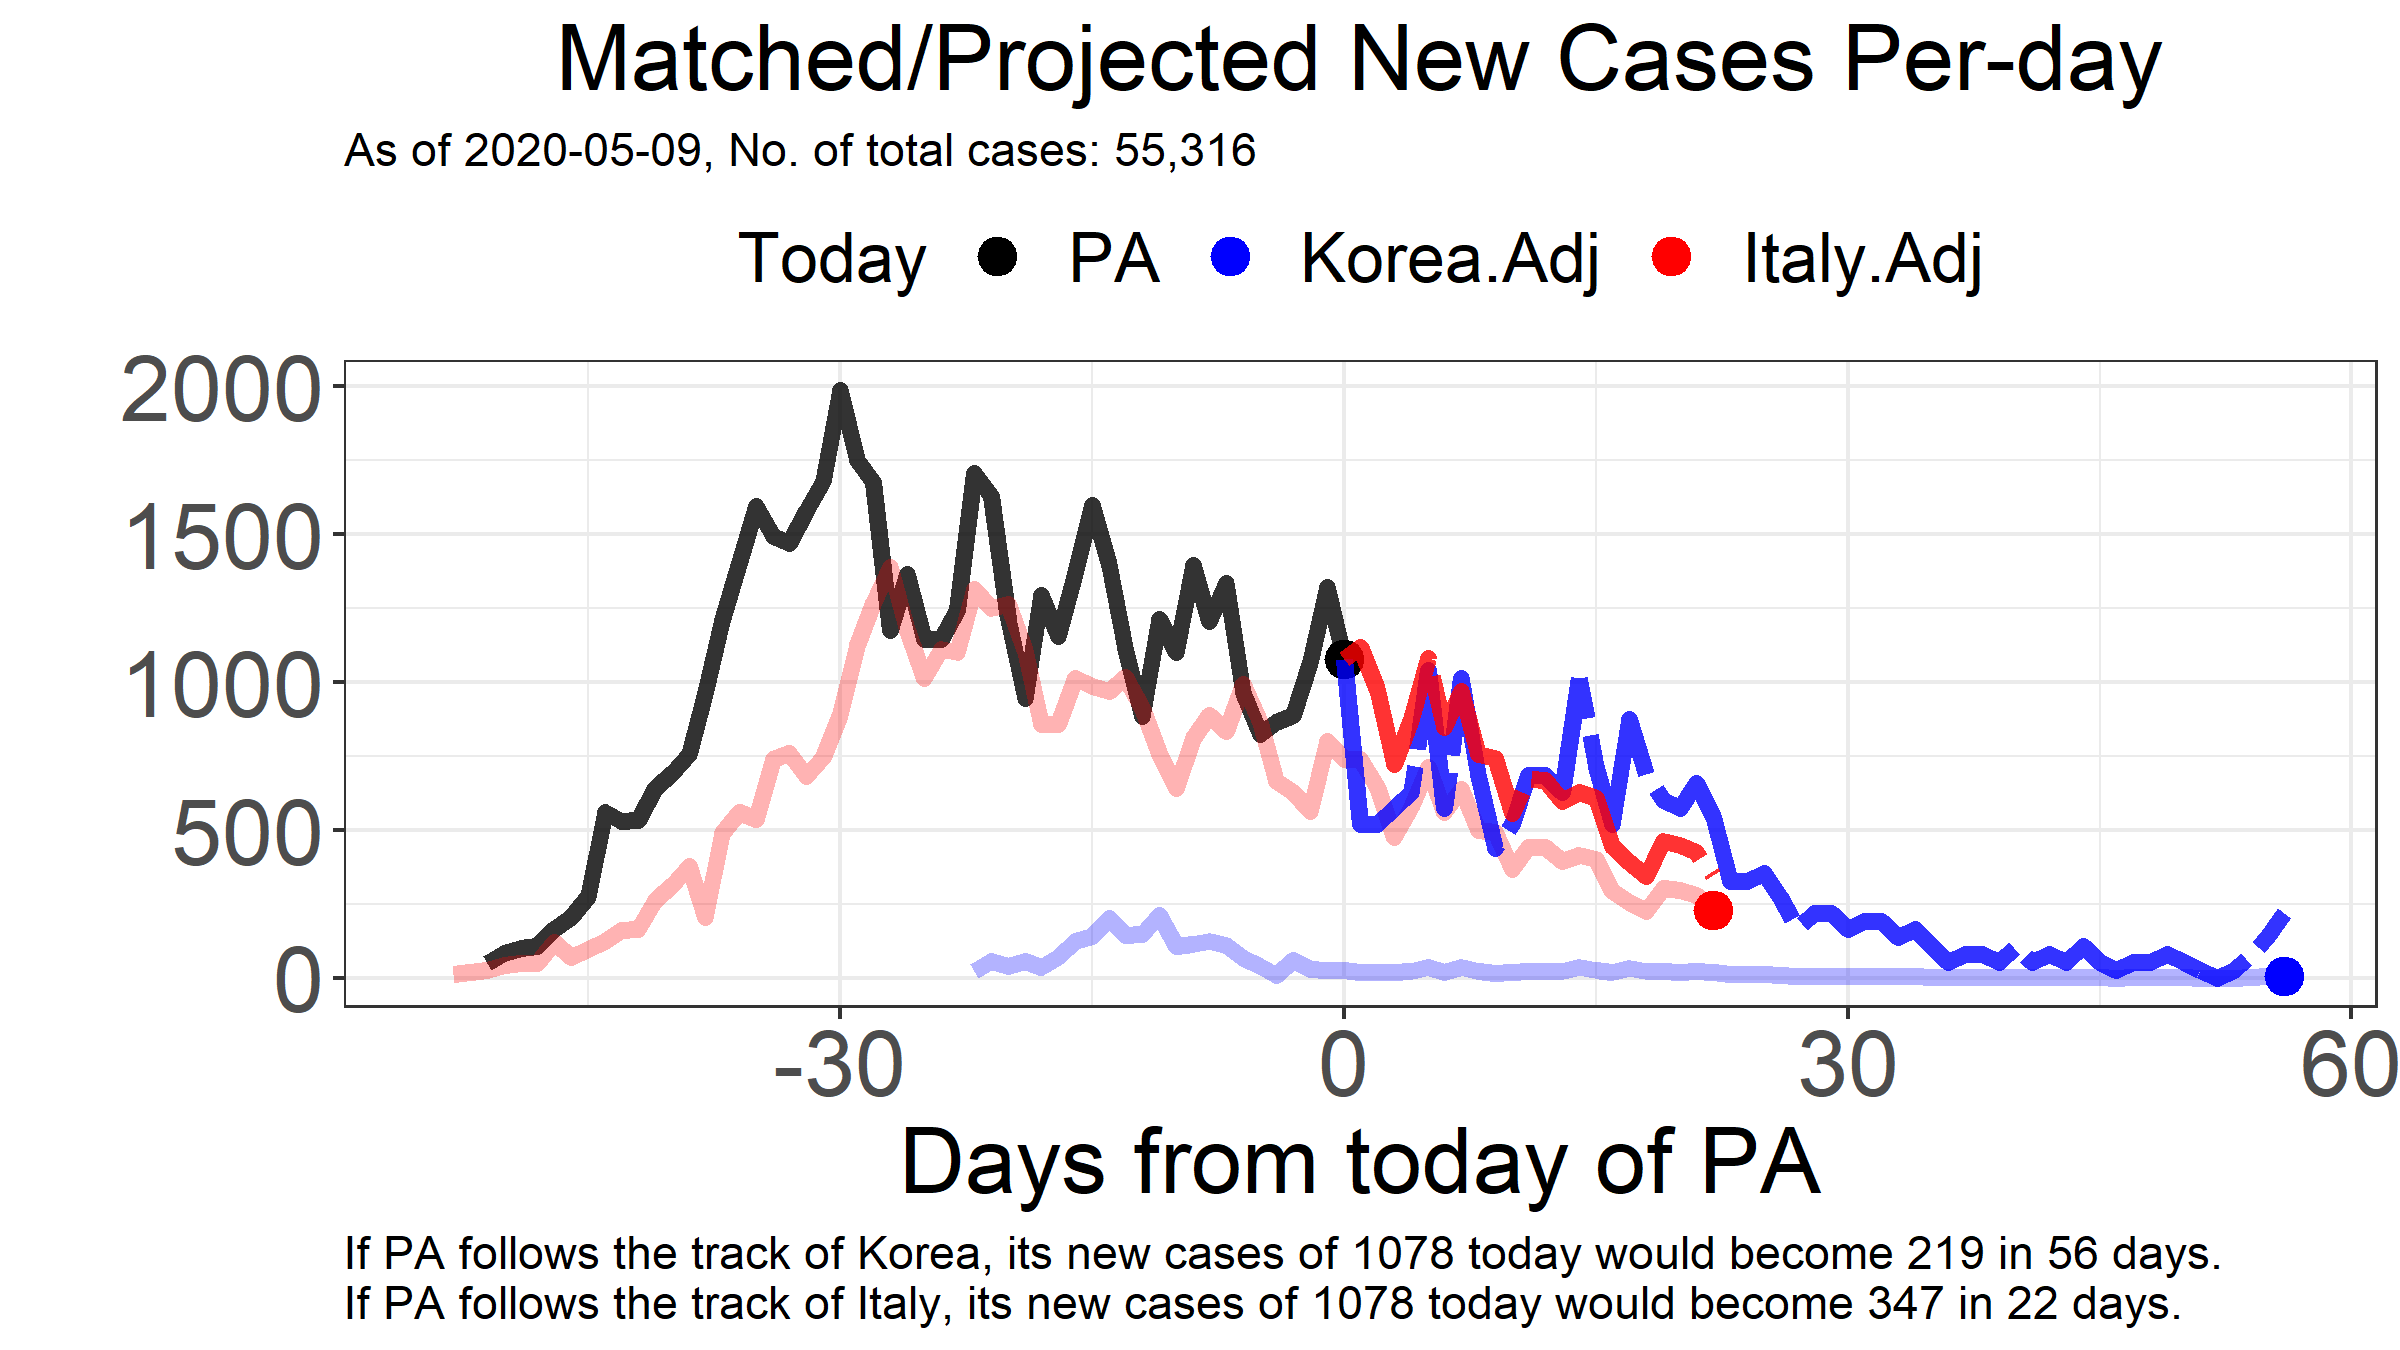 Matched/Projected New Cases Per-day
As of 2020-05-09, No. of total cases: 55,316
Today PA Korea.Adj Italy.Adj
2000
1500
1000
500
0
-30 0 30 60
Days from today of PA
If PA follows the track of Korea, its new cases of 1078 today would become 219 in 56 days.
If PA follows the track of Italy, its new cases of 1078 today would become 347 in 22 days.